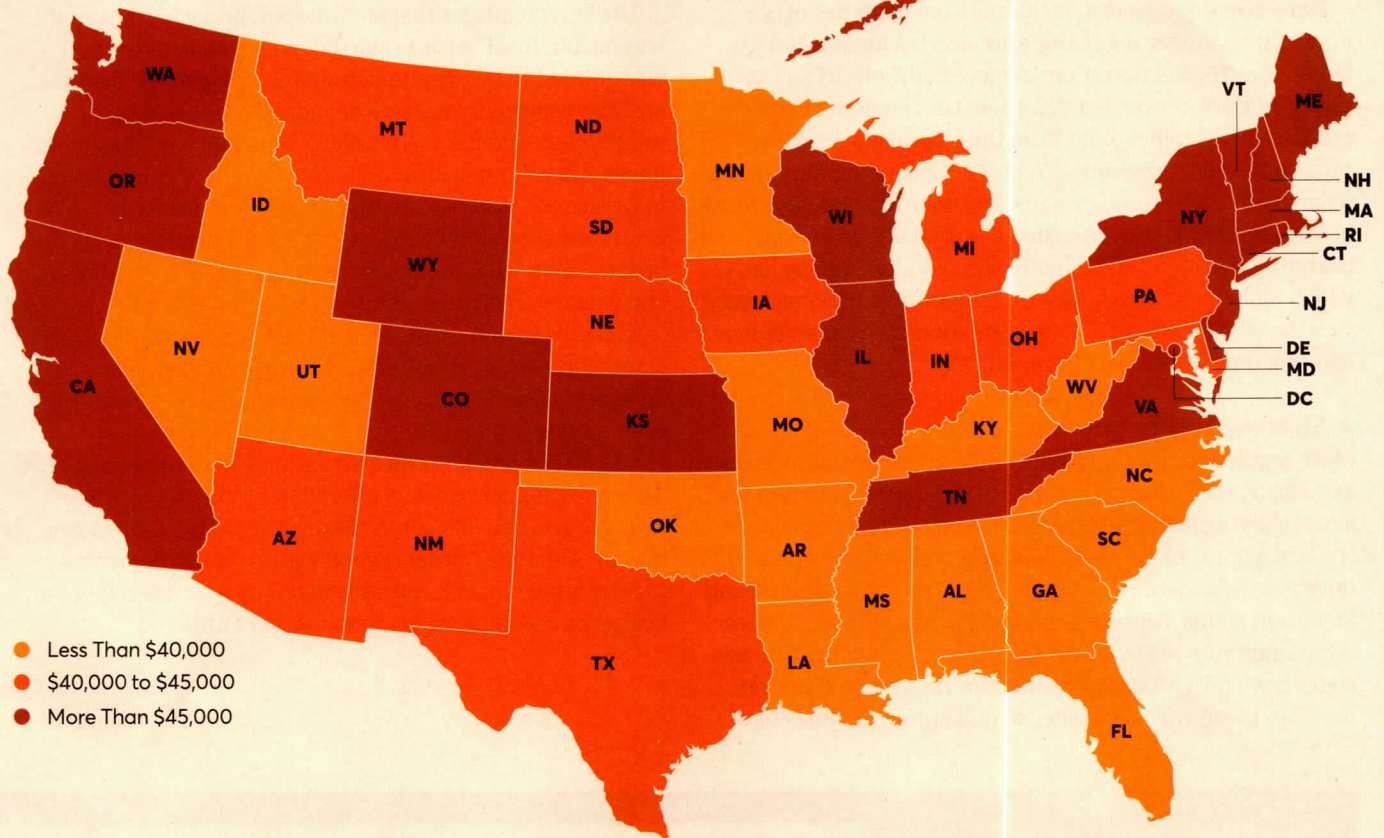 WA
MT
ND
MN
VT
ME
OR
ID
SD
WI
MI
NY
NH
MA
RI
CT
WY
NE
IA
PA
NJ
NV
UT
CO
KS
IL
IN
OH
WV
VA
DE
MD
DC
CA
MO
KY
NC
TN
AZ
NM
OK
AR
SC
MS
AL
GA
TX
LA
FL
Less Than $40,000
$40,000 to $45,000
More Than $45,000